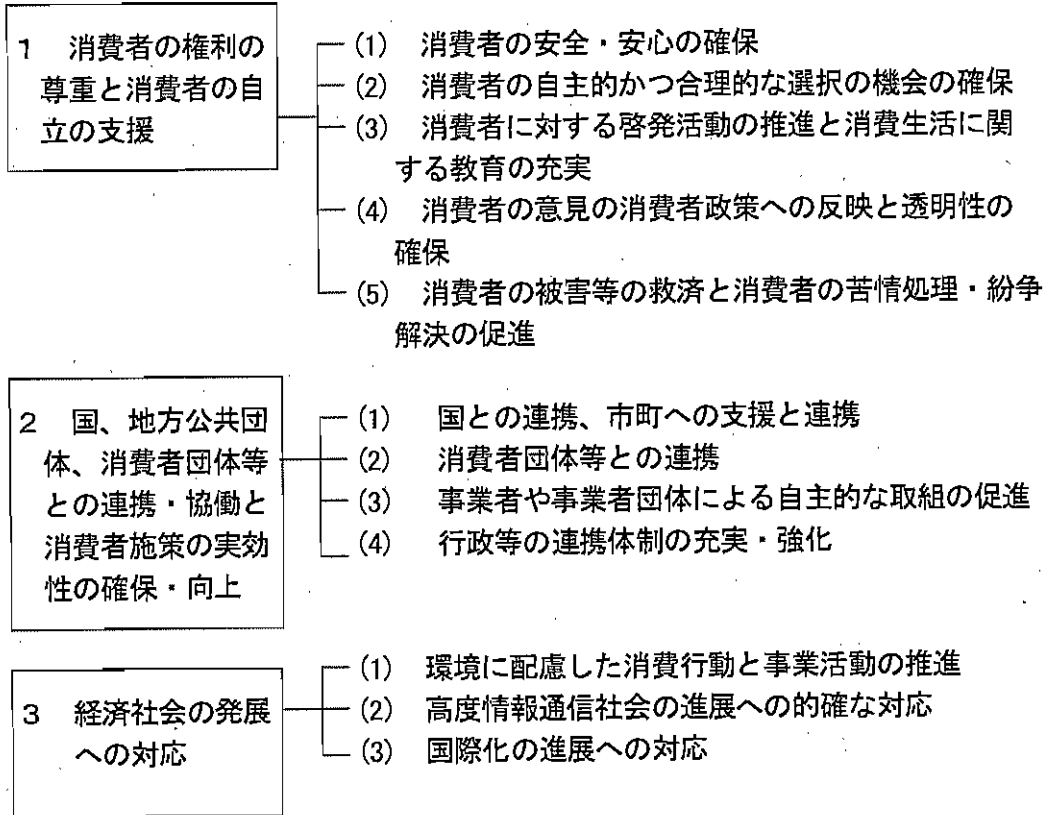 1　消費者の権利の
尊重と消費者の自
立の支援
(1)　消費者の安全・安心の確保
(2)　消費者の自主的かつ合理的な選択の機会の確保
(3)　消費者に対する啓発活動の推進と消費生活に関
する教育の充実
(4)　消費者の意見の消費者政策への反映と透明性の
確保
(5)　消費者の被害等の救済と消費者の苦情処理・紛争
解決の促進
2　国、地方公共団
体、消費者団体等
との連携・協働と
消費者施策の実効
性の確保・向上
(1)　国との連携、市町への支援と連携
(2)　消費者団体等との連携
(3)　事業者や事業者団体による自主的な取組の促進
(4)　行政等の連携体制の充実・強化
3　経済社会の発展
への対応
(1)　環境に配慮した消費行動と事業活動の推進
(2)　高度情報通信社会の進展への的確な対応
(3)　国際化の進展への対応